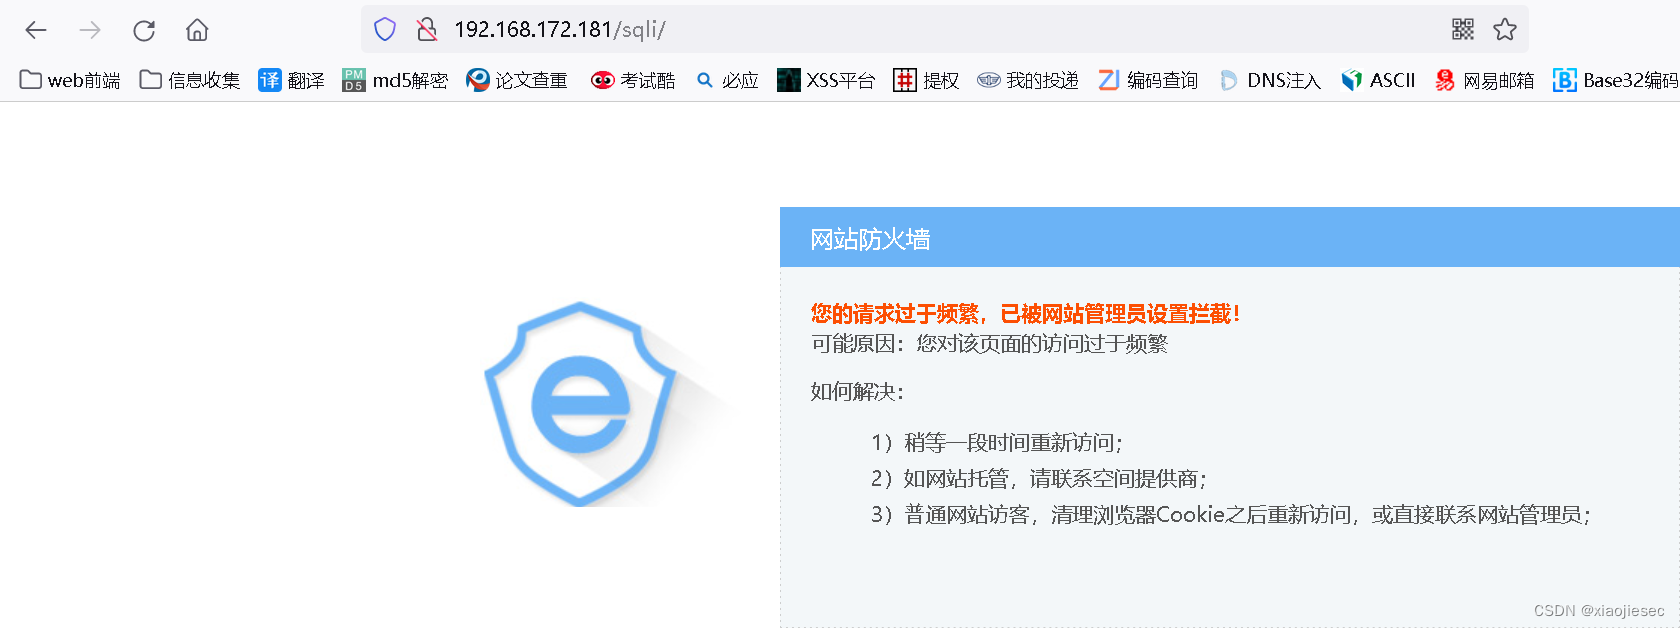 192.168.172.181/sqli/
web前端 信息收集 译 翻译 PM D5 md5解密 论文查重 考试酷 必应 XSS平台 提权 我的投递 编码查询 DNS注入 ASCII 网易邮箱 Base32编码
网站防火墙
您的请求过于频繁，已被网站管理员设置拦截！
可能原因：您对该页面的访问过于频繁
如何解决：
1）稍等一段时间重新访问；
2）如网站托管，请联系空间提供商；
3）普通网站访客，清理浏览器Cookie之后重新访问，或直接联系网站管理员；
CSDN @xiaojiesec